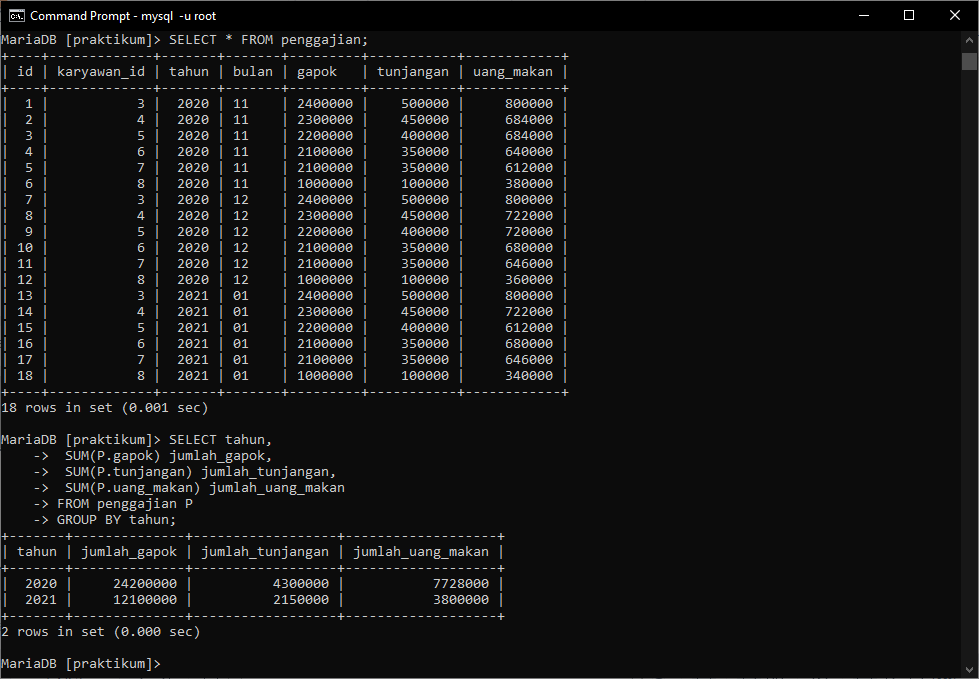 Command Prompt - mysql -u root
MariaDB [praktikum]> SELECT * FROM penggajian;
+----+-------------+-------+-------+---------+-----------+------------+
| id | karyawan_id | tahun | bulan | gapok   | tunjangan | uang_makan |
+----+-------------+-------+-------+---------+-----------+------------+
|  1 |           3 |  2020 | 11    | 2400000 |    500000 |     800000 |
|  2 |           4 |  2020 | 11    | 2300000 |    450000 |     684000 |
|  3 |           5 |  2020 | 11    | 2200000 |    400000 |     684000 |
|  4 |           6 |  2020 | 11    | 2100000 |    350000 |     640000 |
|  5 |           7 |  2020 | 11    | 2100000 |    350000 |     612000 |
|  6 |           8 |  2020 | 11    | 1000000 |    100000 |     380000 |
|  7 |           3 |  2020 | 12    | 2400000 |    500000 |     800000 |
|  8 |           4 |  2020 | 12    | 2300000 |    450000 |     722000 |
|  9 |           5 |  2020 | 12    | 2200000 |    400000 |     720000 |
| 10 |           6 |  2020 | 12    | 2100000 |    350000 |     680000 |
| 11 |           7 |  2020 | 12    | 2100000 |    350000 |     646000 |
| 12 |           8 |  2020 | 12    | 1000000 |    100000 |     360000 |
| 13 |           3 |  2021 | 01    | 2400000 |    500000 |     800000 |
| 14 |           4 |  2021 | 01    | 2300000 |    450000 |     722000 |
| 15 |           5 |  2021 | 01    | 2200000 |    400000 |     612000 |
| 16 |           6 |  2021 | 01    | 2100000 |    350000 |     680000 |
| 17 |           7 |  2021 | 01    | 2100000 |    350000 |     646000 |
| 18 |           8 |  2021 | 01    | 1000000 |    100000 |     340000 |
+----+-------------+-------+-------+---------+-----------+------------+
18 rows in set (0.001 sec)
MariaDB [praktikum]> SELECT tahun,
    ->  SUM(P.gapok) jumlah_gapok,
    ->  SUM(P.tunjangan) jumlah_tunjangan,
    ->  SUM(P.uang_makan) jumlah_uang_makan
    -> FROM penggajian P
    -> GROUP BY tahun;
+-------+--------------+------------------+-------------------+
| tahun | jumlah_gapok | jumlah_tunjangan | jumlah_uang_makan |
+-------+--------------+------------------+-------------------+
|  2020 |     24200000 |          4300000 |           7728000 |
|  2021 |     12100000 |          2150000 |           3800000 |
+-------+--------------+------------------+-------------------+
2 rows in set (0.000 sec)
MariaDB [praktikum]>